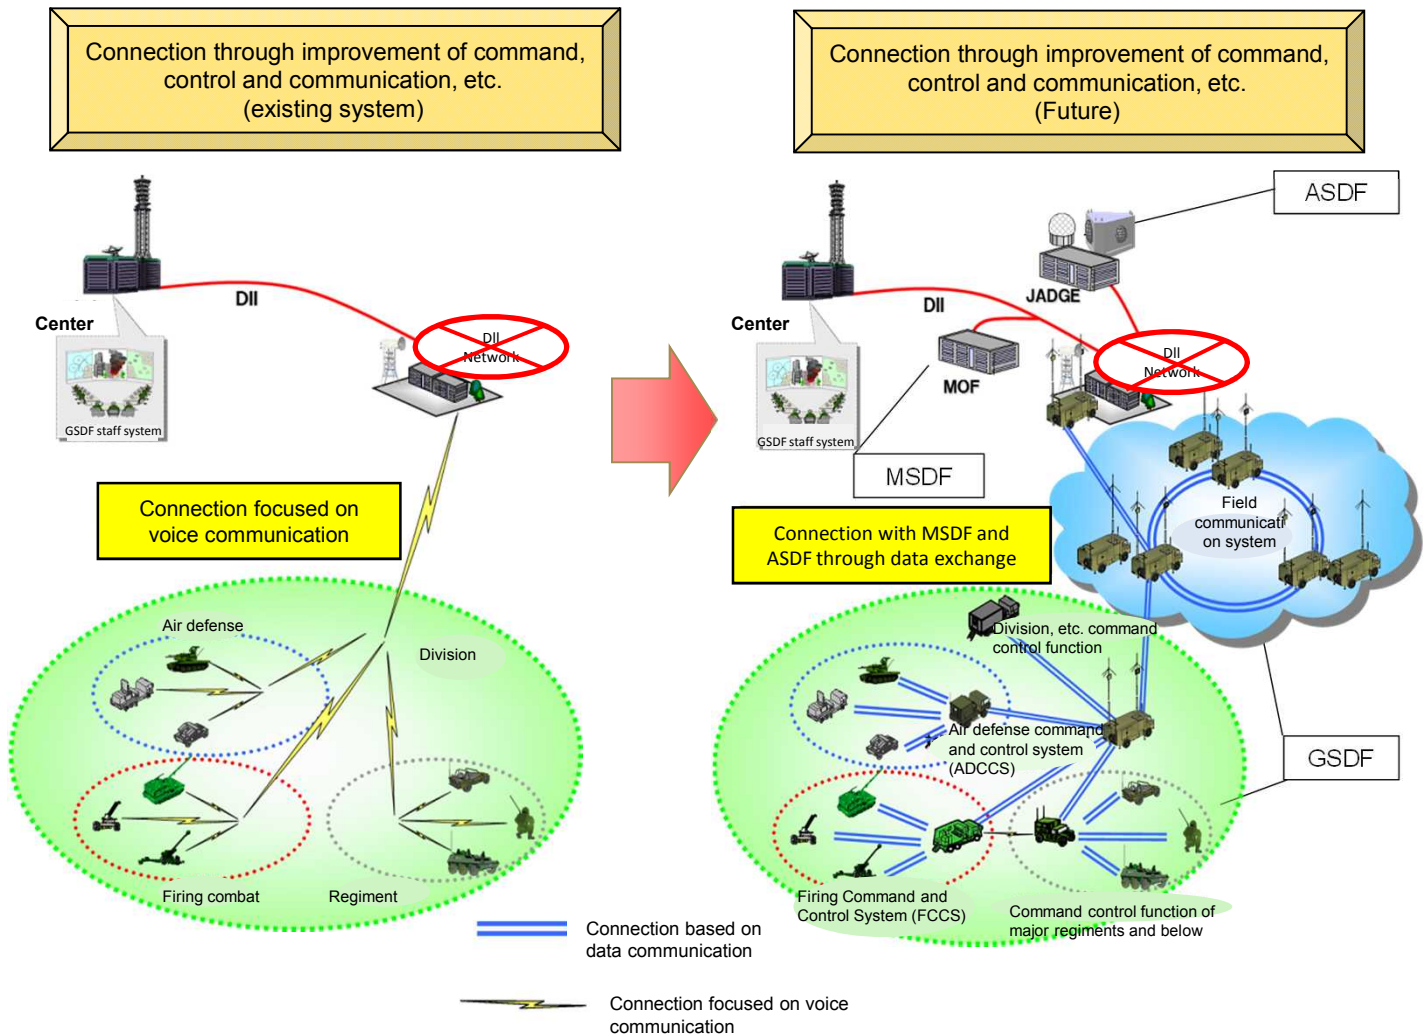 Connection through improvement of command,
control and communication, etc.
(existing system)
Connection through improvement of command,
control and communication, etc.
(Future)
DII
Center
GSDF staff system
DII
Network
Connection focused on
voice communication
Air defense
Division
Firing combat
Regiment
ASDF
JADGE
DII
Center
GSDF staff system
MOF
DII
Network
MSDF
Field
communicati
on system
Connection with MSDF and
ASDF through data exchange
Division, etc. command
control function
Air defense command
and control system
(ADCCS)
GSDF
Firing Command and
Control System (FCCS)
Command control function of
major regiments and below
Connection based on
data communication
Connection focused on voice
communication